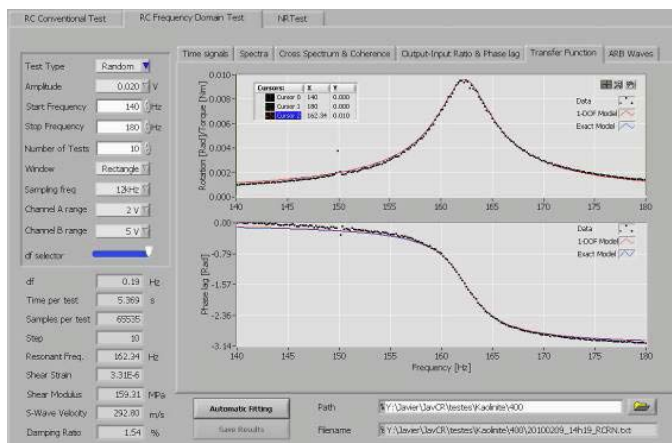 RC Conventional Test RC Frequency Domain Test NRTest
Time signals Spectra Cross Spectrum & Coherence Output-Input Ratio & Phase lag Transfer Function ARB Waves
Test Type Random
Amplitude 0.020 V
Start Frequency 140 Hz
Stop Frequency 180 Hz
Number of Tests 10
Window Rectangle
Sampling freq 12kHz
Channel A range 2 V
Channel B range 5 V
df selector
df 0.19 Hz
Time per test 5.369 s
Samples per test 65535
Step 10
Resonant Freq. 162.34 Hz
Shear Strain 3.31E-6
Shear Modulus 159.31 MPa
S-Wave Velocity 292.80 m/s
Damping Ratio 1.54 %
Rotation [Rad]/Torque [Nm]
0.010
0.008
0.006
0.004
0.002
0.000
Cursors: X Y
Cursor 0 140 0.000
Cursor 1 180 0.000
Cursor 2 162.34 0.010
Data
1-DOF Model
Exact Model
140 145 150 155 160 165 170 175 180
Phase lag [Rad]
0.00
-0.79
-1.57
-2.36
-3.14
Data
1-DOF Model
Exact Model
140 145 150 155 160 165 170 175 180
Frequency [Hz]
Automatic Fitting
Save Results
Path Y:\Javier\JavCR\testes\Kaolinite\400
Filename Y:\Javier\JavCR\testes\Kaolinite\400\20100209_14h19_RCRN.txt